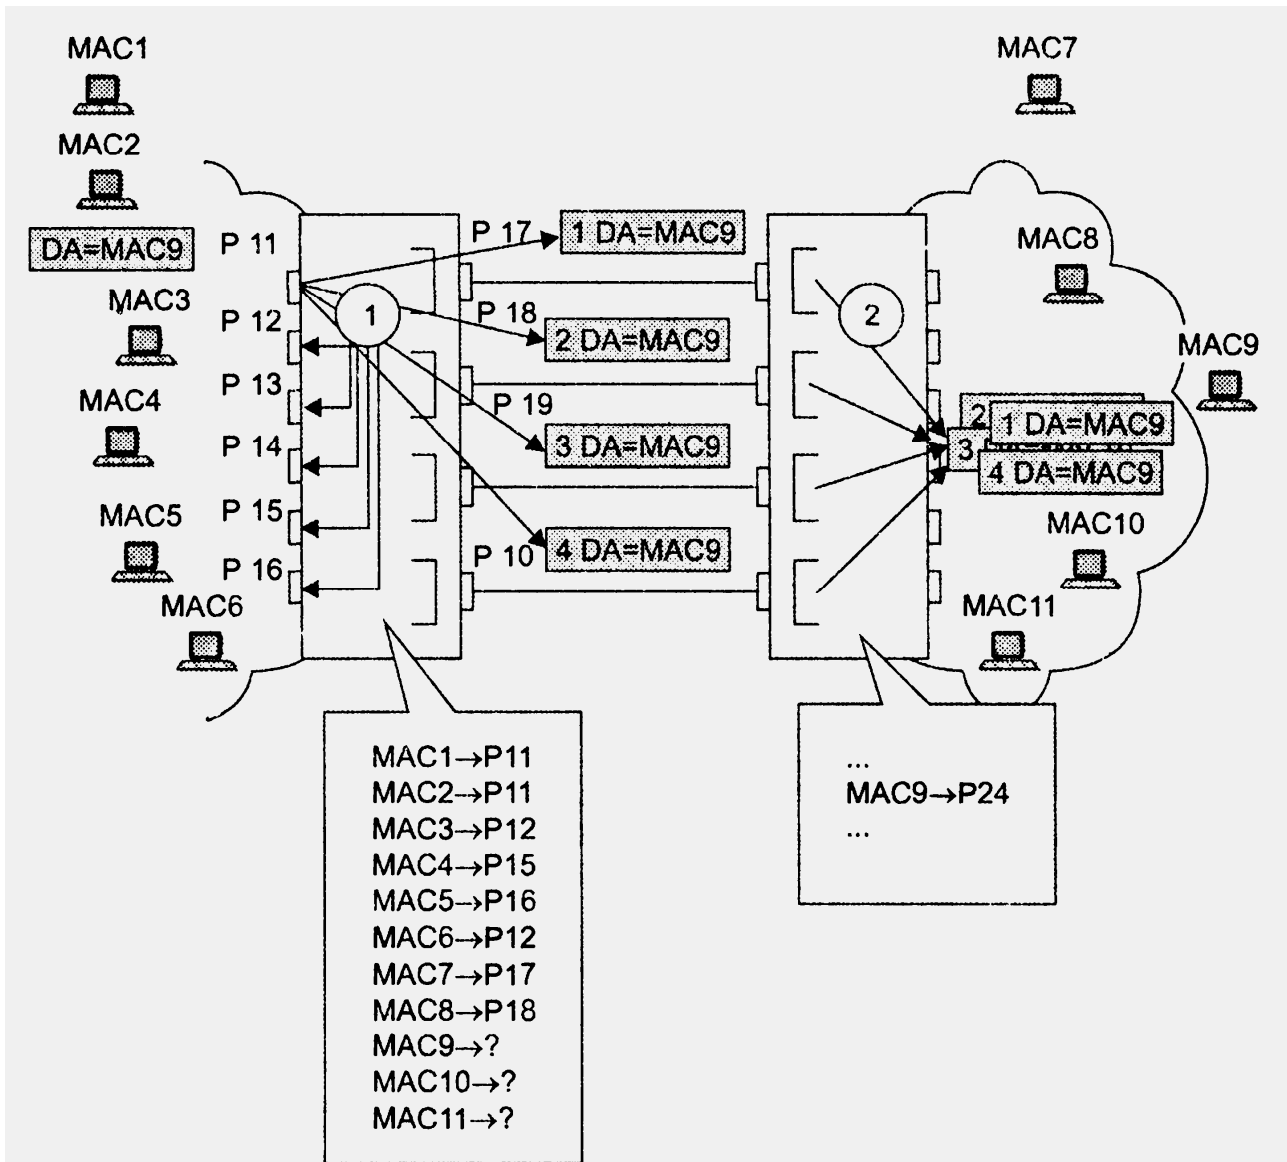 MAC1
MAC7
MAC2
DA=MAC9
P 11
P 17
1 DA=MAC9
MAC8
MAC3
P 12
1
P 18
2 DA=MAC9
2
MAC9
P 13
MAC4
P 19
2
1 DA=MAC9
P 14
3 DA=MAC9
3
4 DA=MAC9
MAC5
P 15
MAC10
P 16
P 10
4 DA=MAC9
MAC6
MAC11
MAC1→P11
MAC2→P11
MAC3→P12
MAC4→P15
MAC5→P16
MAC6→P12
MAC7→P17
MAC8→P18
MAC9→?
MAC10→?
MAC11→?
...
MAC9→P24
...